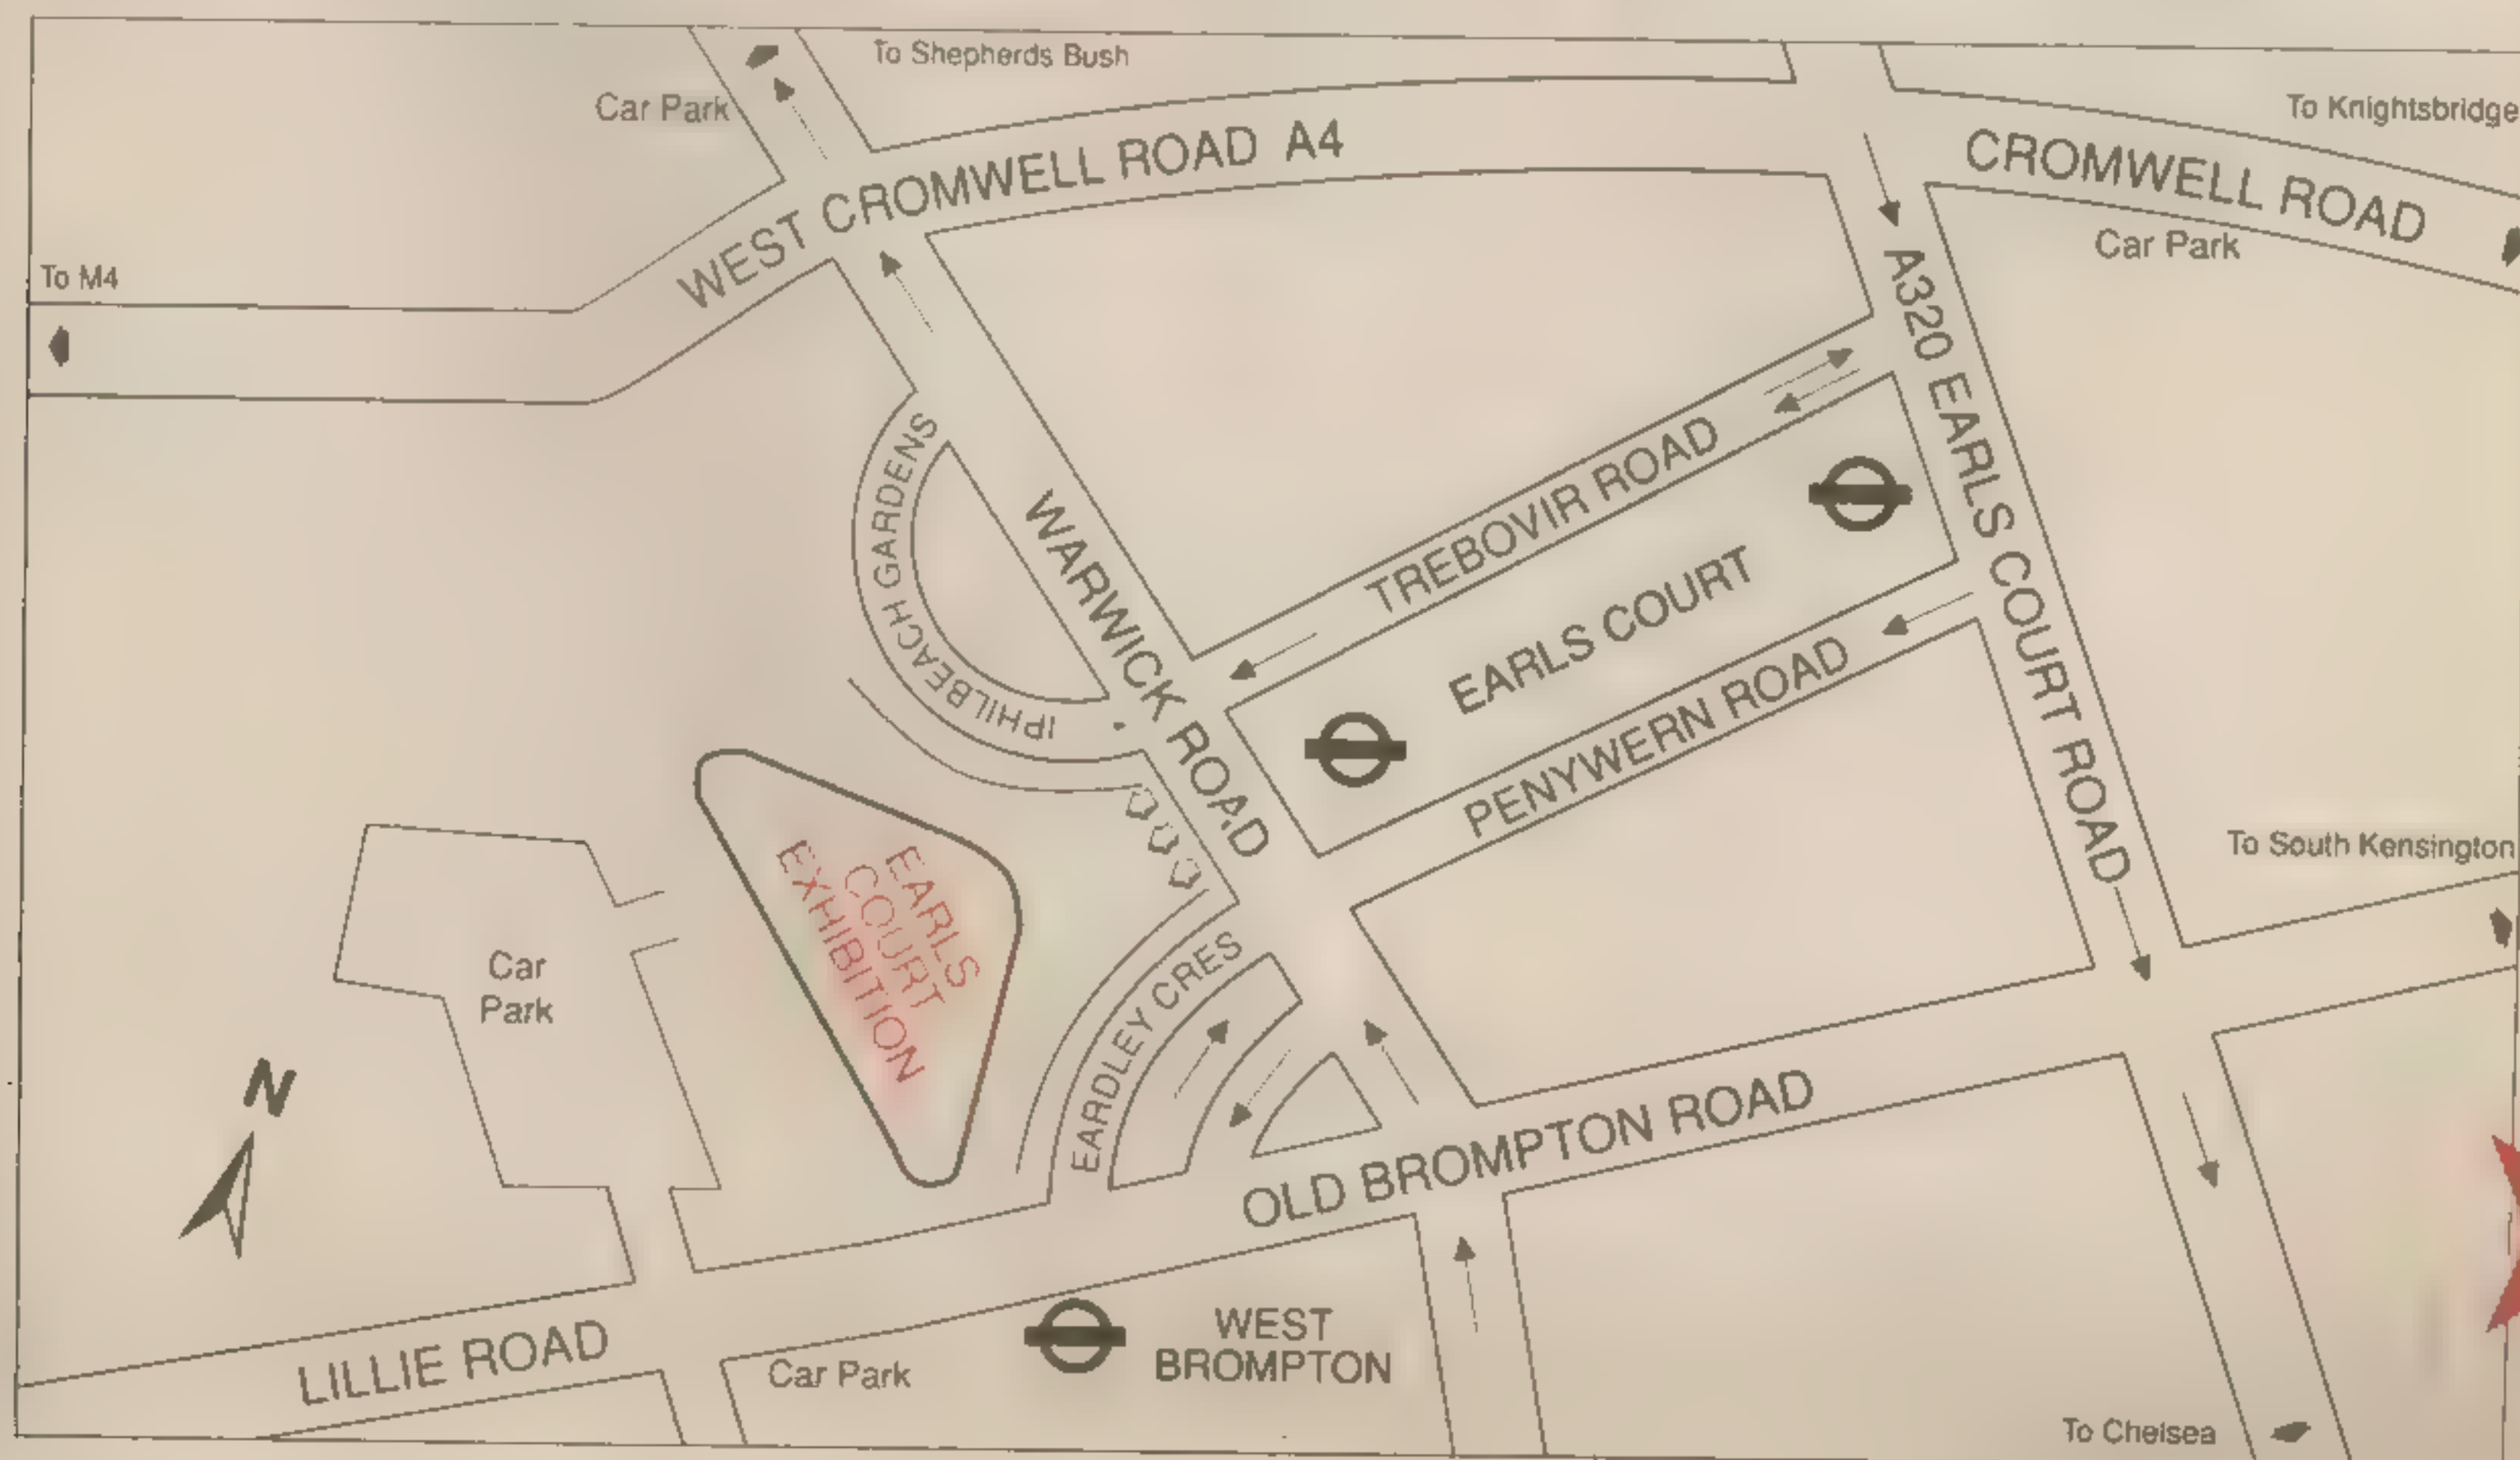 To Shepherds Bush
Car Park
To Knightsbridge
WEST CROMWELL ROAD A4
CROMWELL ROAD
Car Park
To M4
A320 EARLS COURT ROAD
PHILBEACH GARDENS
WARWICK ROAD
TREBOVIR ROAD
EARLS COURT
PENYWERN ROAD
To South Kensington
EARLS
COURT
EXHIBITION
Car
Park
EARDLEY CRES
N
OLD BROMPTON ROAD
LILLIE ROAD
Car Park
WEST
BROMPTON
To Chelsea